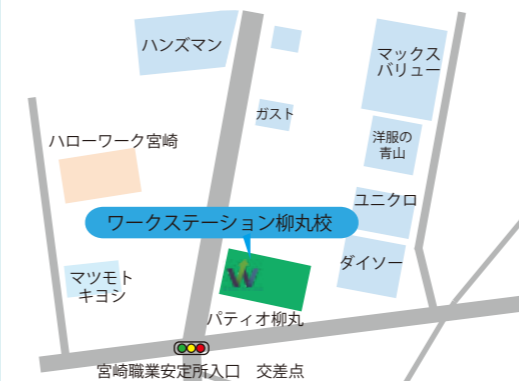 ハンズマン
マックス
バリュー
ガスト
洋服の
青山
ハローワーク宮崎
ユニクロ
ワークステーション柳丸校
ダイソー
マツモト
キヨシ
W
パティオ柳丸
宮崎職業安定所入口 交差点